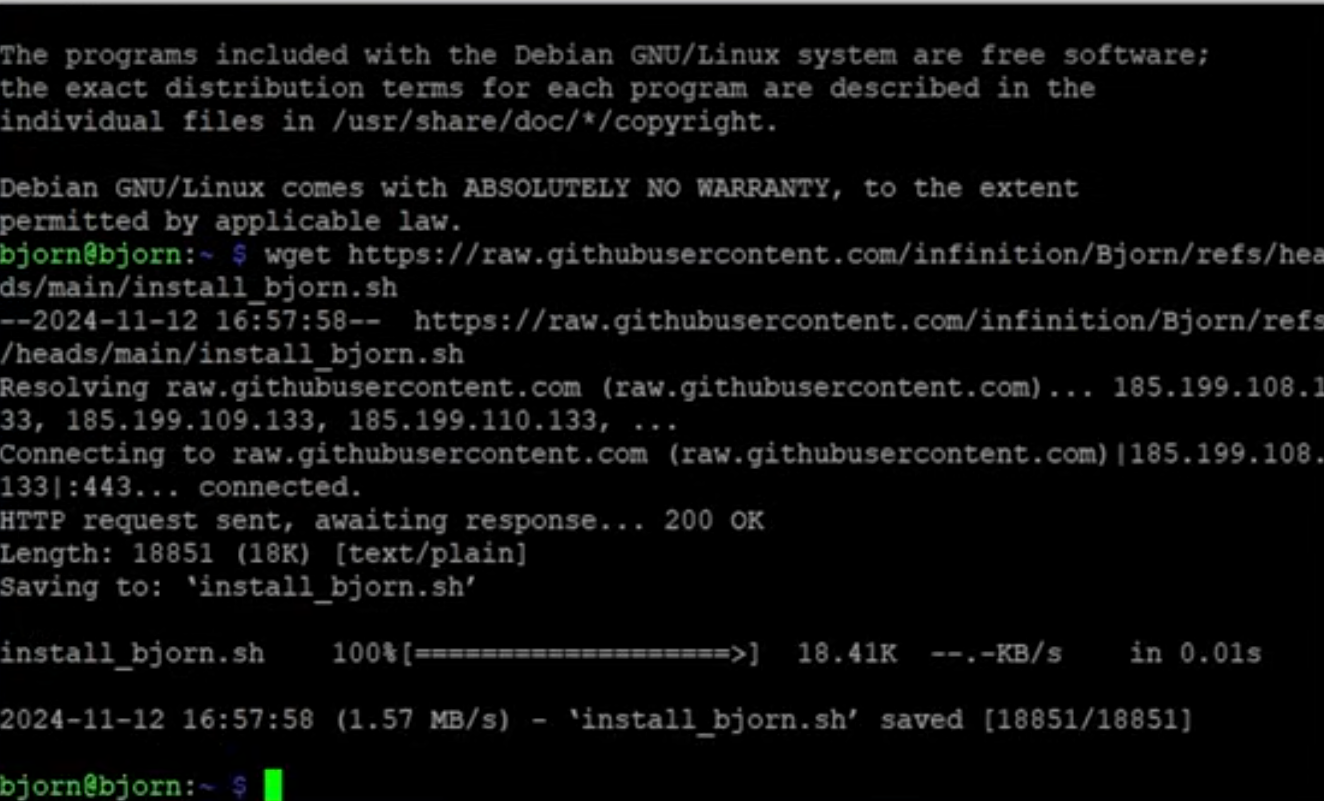 The programs included with the Debian GNU/Linux system are free software;
the exact distribution terms for each program are described in the
individual files in /usr/share/doc/*/copyright.
Debian GNU/Linux comes with ABSOLUTELY NO WARRANTY, to the extent
permitted by applicable law.
bjorn@bjorn:~ $ wget https://raw.githubusercontent.com/infinition/Bjorn/refs/hea
ds/main/install_bjorn.sh
--2024-11-12 16:57:58--  https://raw.githubusercontent.com/infinition/Bjorn/refs
/heads/main/install_bjorn.sh
Resolving raw.githubusercontent.com (raw.githubusercontent.com)... 185.199.108.1
33, 185.199.109.133, 185.199.110.133, ...
Connecting to raw.githubusercontent.com (raw.githubusercontent.com)|185.199.108.
133|:443... connected.
HTTP request sent, awaiting response... 200 OK
Length: 18851 (18K) [text/plain]
Saving to: ‘install_bjorn.sh’
install_bjorn.sh    100%[===================>]  18.41K  --.-KB/s    in 0.01s
2024-11-12 16:57:58 (1.57 MB/s) - ‘install_bjorn.sh’ saved [18851/18851]
bjorn@bjorn:~ $